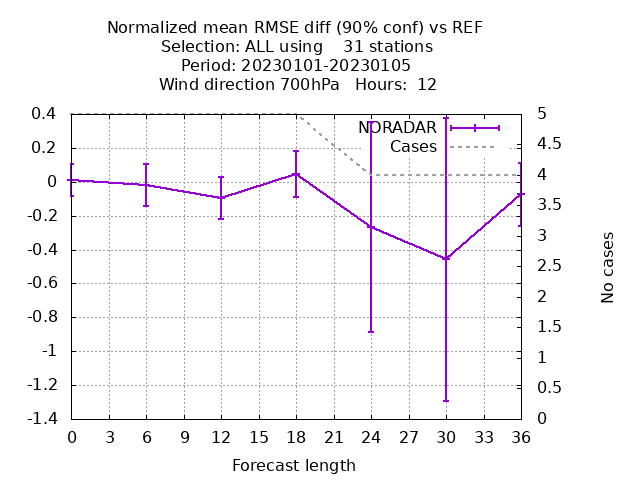 Normalized mean RMSE diff (90% conf) vs REF
Selection: ALL using    31 stations
Period: 20230101-20230105
Wind direction 700hPa   Hours:  12
NORADAR
Cases
0.4
0.2
0
-0.2
-0.4
-0.6
-0.8
-1
-1.2
-1.4
5
4.5
4
3.5
3
2.5
2
1.5
1
0.5
0
No cases
0 3 6 9 12 15 18 21 24 27 30 33 36
Forecast length